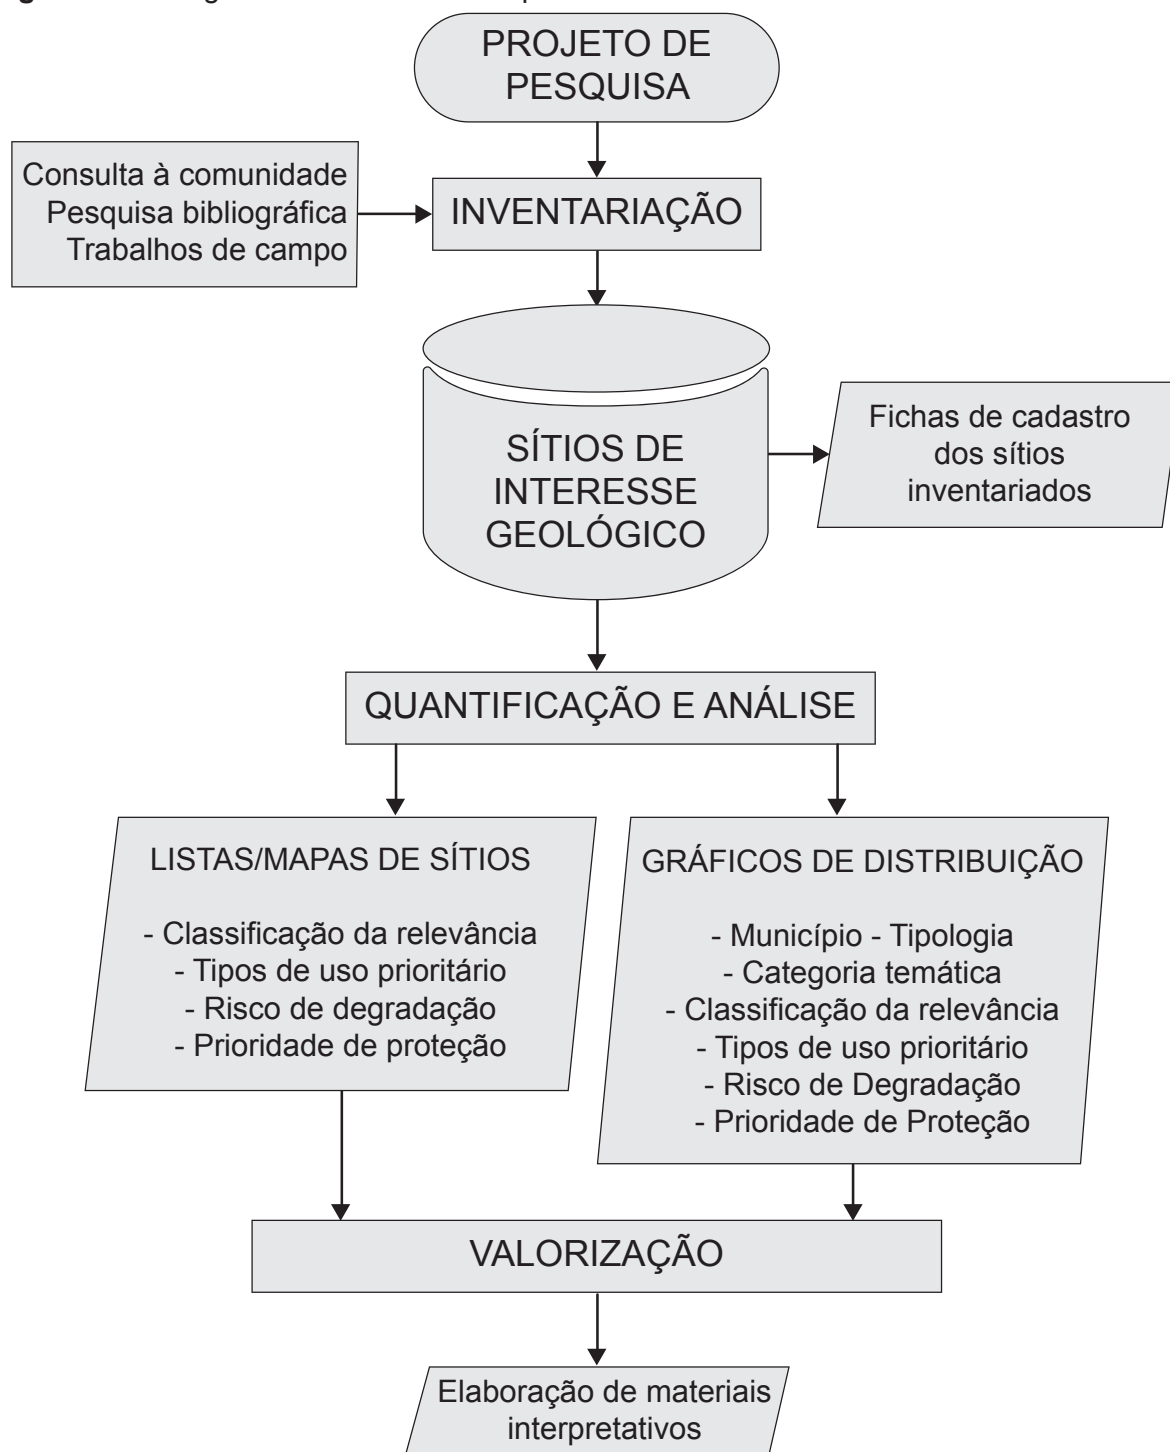 PROJETO DE
PESQUISA
Consulta à comunidade
Pesquisa bibliográfica
Trabalhos de campo
INVENTARIAÇÃO
SÍTIOS DE
INTERESSE
GEOLÓGICO
Fichas de cadastro
dos sítios
inventariados
QUANTIFICAÇÃO E ANÁLISE
LISTAS/MAPAS DE SÍTIOS
- Classificação da relevância
- Tipos de uso prioritário
- Risco de degradação
- Prioridade de proteção
GRÁFICOS DE DISTRIBUIÇÃO
- Município - Tipologia
- Categoria temática
- Classificação da relevância
- Tipos de uso prioritário
- Risco de Degradação
- Prioridade de Proteção
VALORIZAÇÃO
Elaboração de materiais
interpretativos